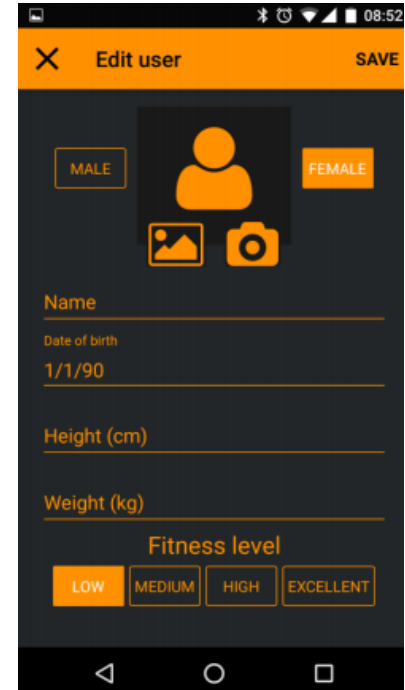 08:52
Edit user SAVE
MALE FEMALE
Name
Date of birth
1/1/90
Height (cm)
Weight (kg)
Fitness level
LOW MEDIUM HIGH EXCELLENT